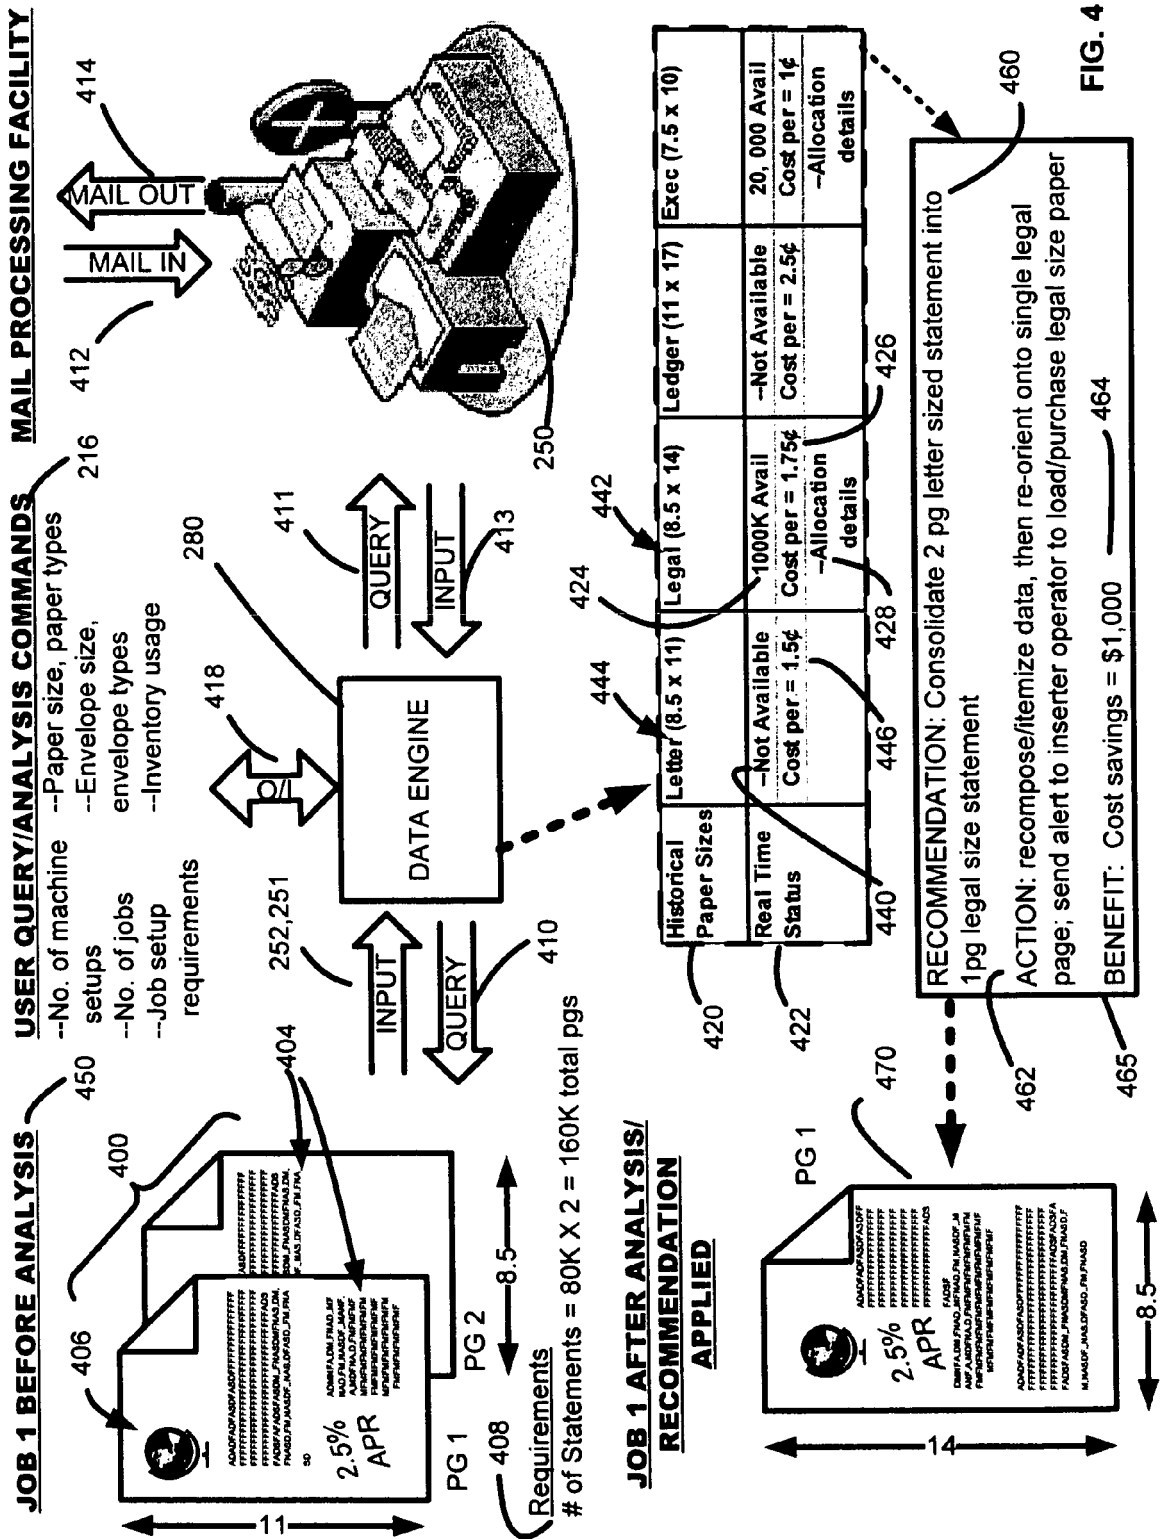 JOB 1 BEFORE ANALYSIS
450
400
406
404
2.5%
APR
PG 1
PG 2
11
8.5
408
Requirements
# of Statements = 80K X 2 = 160K total pgs
USER QUERY/ANALYSIS COMMANDS
216
--No. of machine
setups
--No. of jobs
--Job setup
requirements
--Paper size, paper types
--Envelope size,
envelope types
--Inventory usage
252,251
INPUT
QUERY
410
418
O/I
280
DATA ENGINE
411
QUERY
INPUT
413
MAIL PROCESSING FACILITY
412
MAIL IN
MAIL OUT
414
250
444
424
442
Historical
Paper Sizes
Letter (8.5 x 11)
Legal (8.5 x 14)
Ledger (11 x 17)
Exec (7.5 x 10)
Real Time
Status
--Not Available
Cost per = 1.5¢
1000K Avail
Cost per = 1.75¢
--Allocation
details
--Not Available
Cost per = 2.5¢
20, 000 Avail
Cost per = 1¢
--Allocation
details
420
422
440
446
428
426
RECOMMENDATION: Consolidate 2 pg letter sized statement into
1pg legal size statement
ACTION: recompose/itemize data, then re-orient onto single legal
page; send alert to inserter operator to load/purchase legal size paper
BENEFIT: Cost savings = $1,000
460
462
464
465
JOB 1 AFTER ANALYSIS/
RECOMMENDATION
APPLIED
470
PG 1
2.5%
APR
14
8.5
FIG. 4